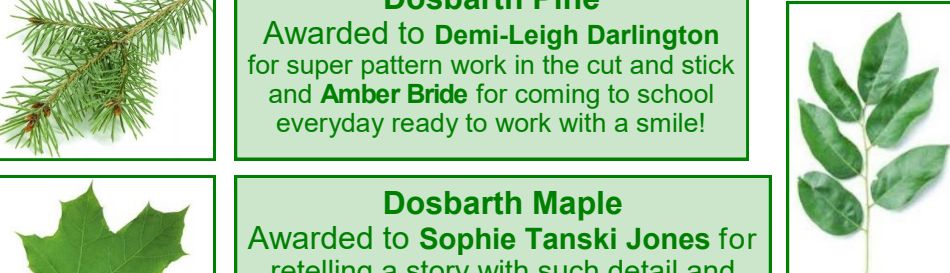 Dosbarth Pine
Awarded to Demi-Leigh Darlington
for super pattern work in the cut and stick
and Amber Bride for coming to school
everyday ready to work with a smile!
Dosbarth Maple
Awarded to Sophie Tanski Jones for
retelling a story with such detail and